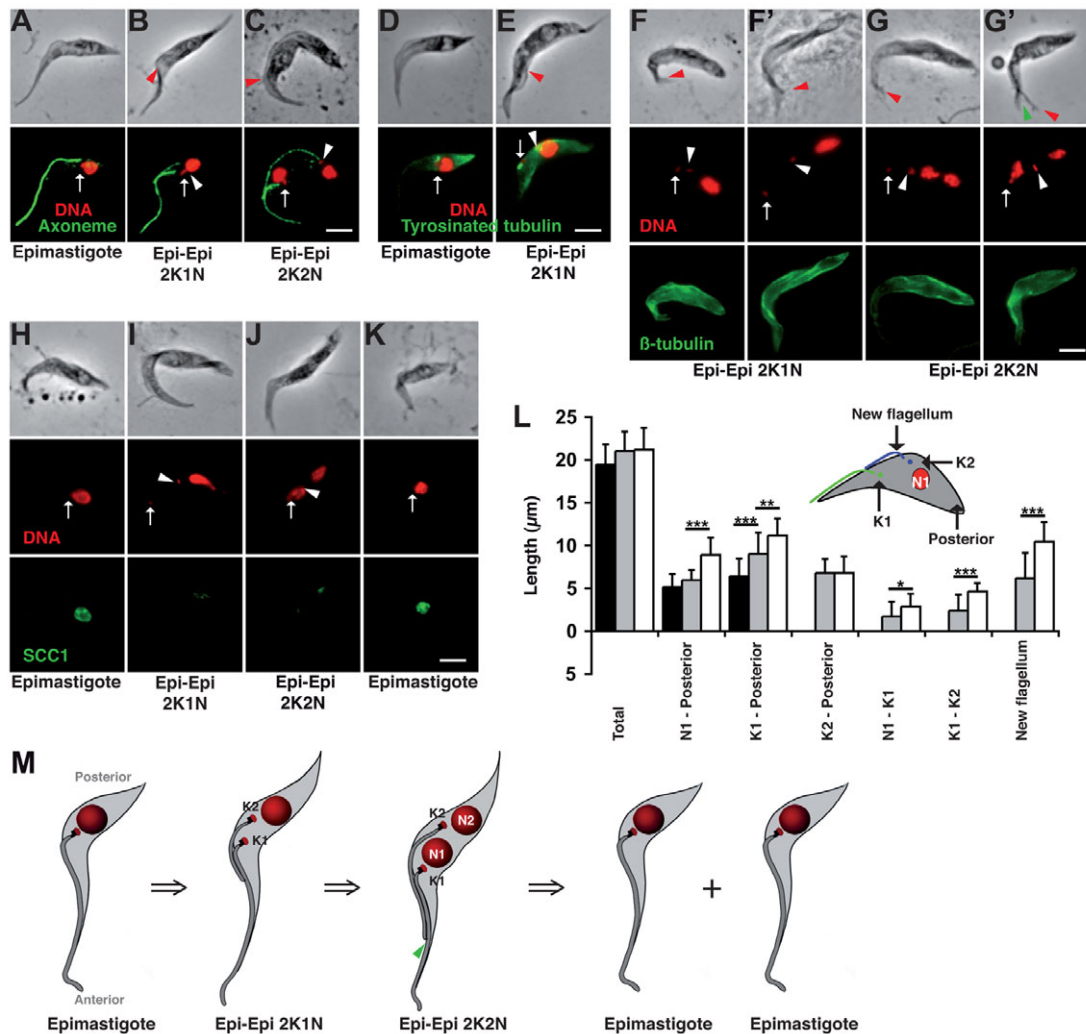 A B C D E F F' G G'
DNA
Axoneme
DNA
Tyrosinated tubulin
DNA
Epimastigote
Epi-Epi
2K1N
Epi-Epi
2K2N
Epimastigote
Epi-Epi
2K1N
ß-tubulin
Epi-Epi 2K1N
Epi-Epi 2K2N
H I J K
DNA
SCC1
Epimastigote
Epi-Epi
2K1N
Epi-Epi
2K2N
Epimastigote
L
Length (µm)
25
20
15
10
5
0
5
***
***
**
*
***
***
New flagellum
K2
N1
K1
Posterior
Total
N1 - Posterior
K1 - Posterior
K2 - Posterior
N1 - K1
K1 - K2
New flagellum
M
Posterior
Anterior
Epimastigote
K2
K1
Epi-Epi 2K1N
K2
N2
N1
K1
Epi-Epi 2K2N
+
Epimastigote
Epimastigote